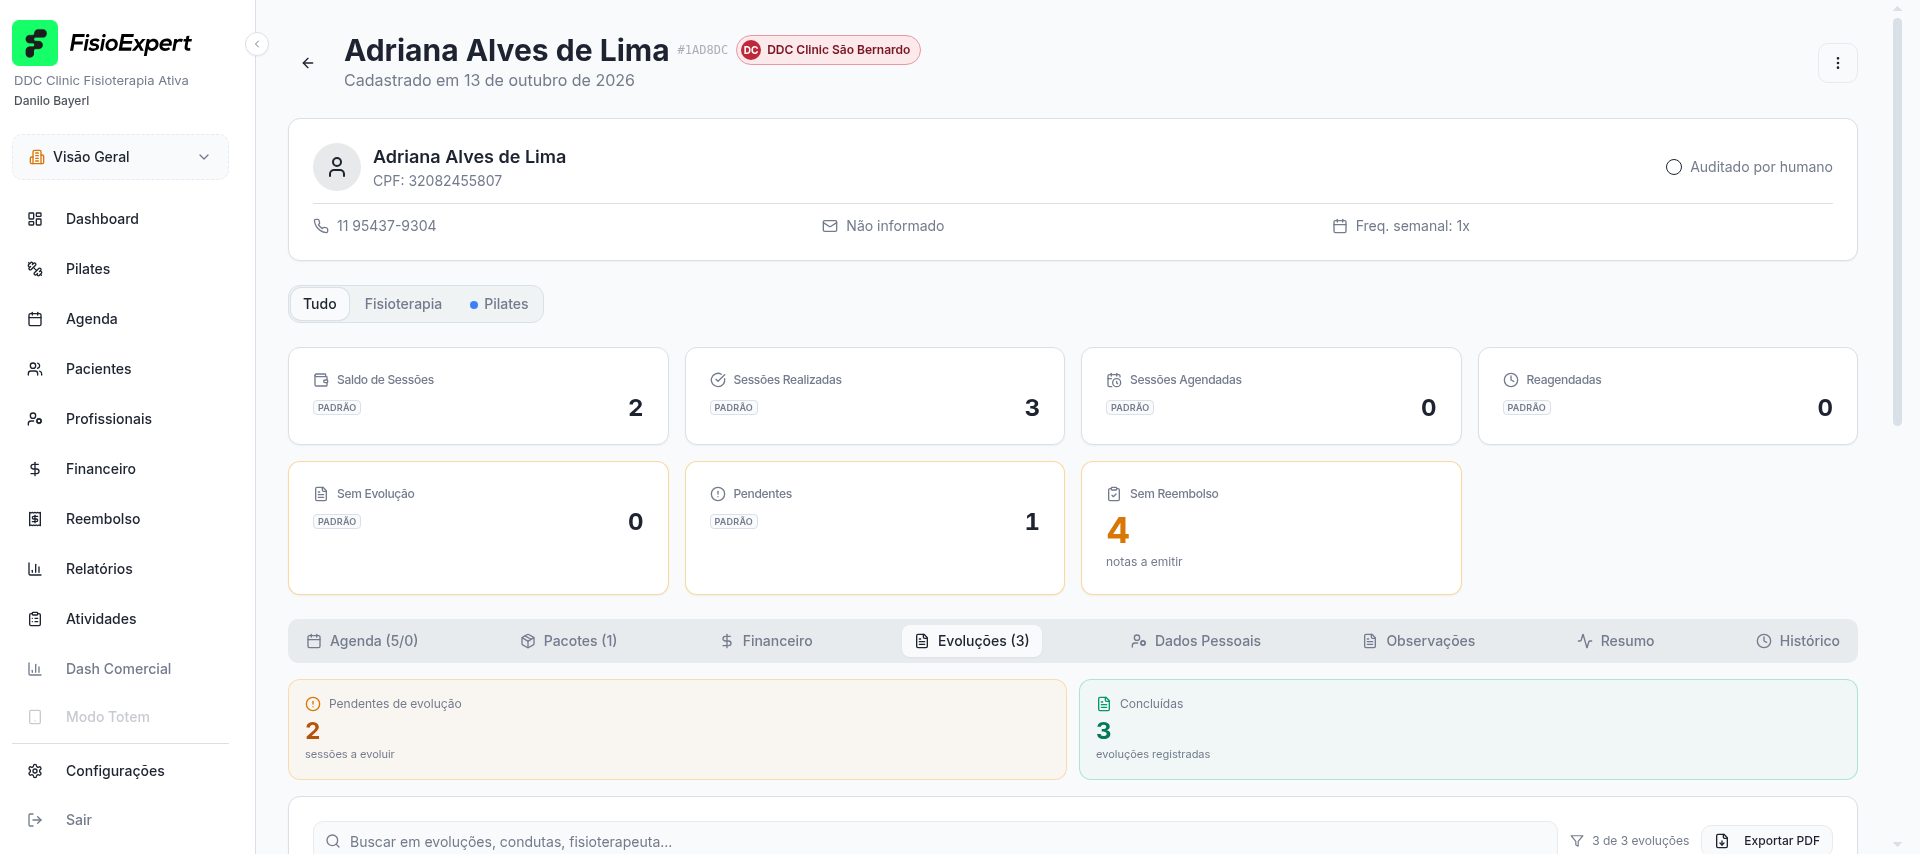 FisioExpert
DDC Clinic Fisioterapia Ativa
Danilo Bayerl
Visão Geral
Dashboard
Pilates
Agenda
Pacientes
Profissionais
Financeiro
Reembolso
Relatórios
Atividades
Dash Comercial
Modo Totem
Configurações
Sair
Adriana Alves de Lima #1AD8DC DC DDC Clinic São Bernardo
Cadastrado em 13 de outubro de 2026
Adriana Alves de Lima
CPF: 32082455807
Auditado por humano
11 95437-9304 Não informado Freq. semanal: 1x
Tudo Fisioterapia Pilates
Saldo de Sessões
PADRÃO 2
Sessões Realizadas
PADRÃO 3
Sessões Agendadas
PADRÃO 0
Reagendadas
PADRÃO 0
Sem Evolução
PADRÃO 0
Pendentes
PADRÃO 1
Sem Reembolso
4
notas a emitir
Agenda (5/0) Pacotes (1) Financeiro Evoluções (3) Dados Pessoais Observações Resumo Histórico
Pendentes de evolução
2
sessões a evoluir
Concluídas
3
evoluções registradas
Buscar em evoluções, condutas, fisioterapeuta... 3 de 3 evoluções Exportar PDF